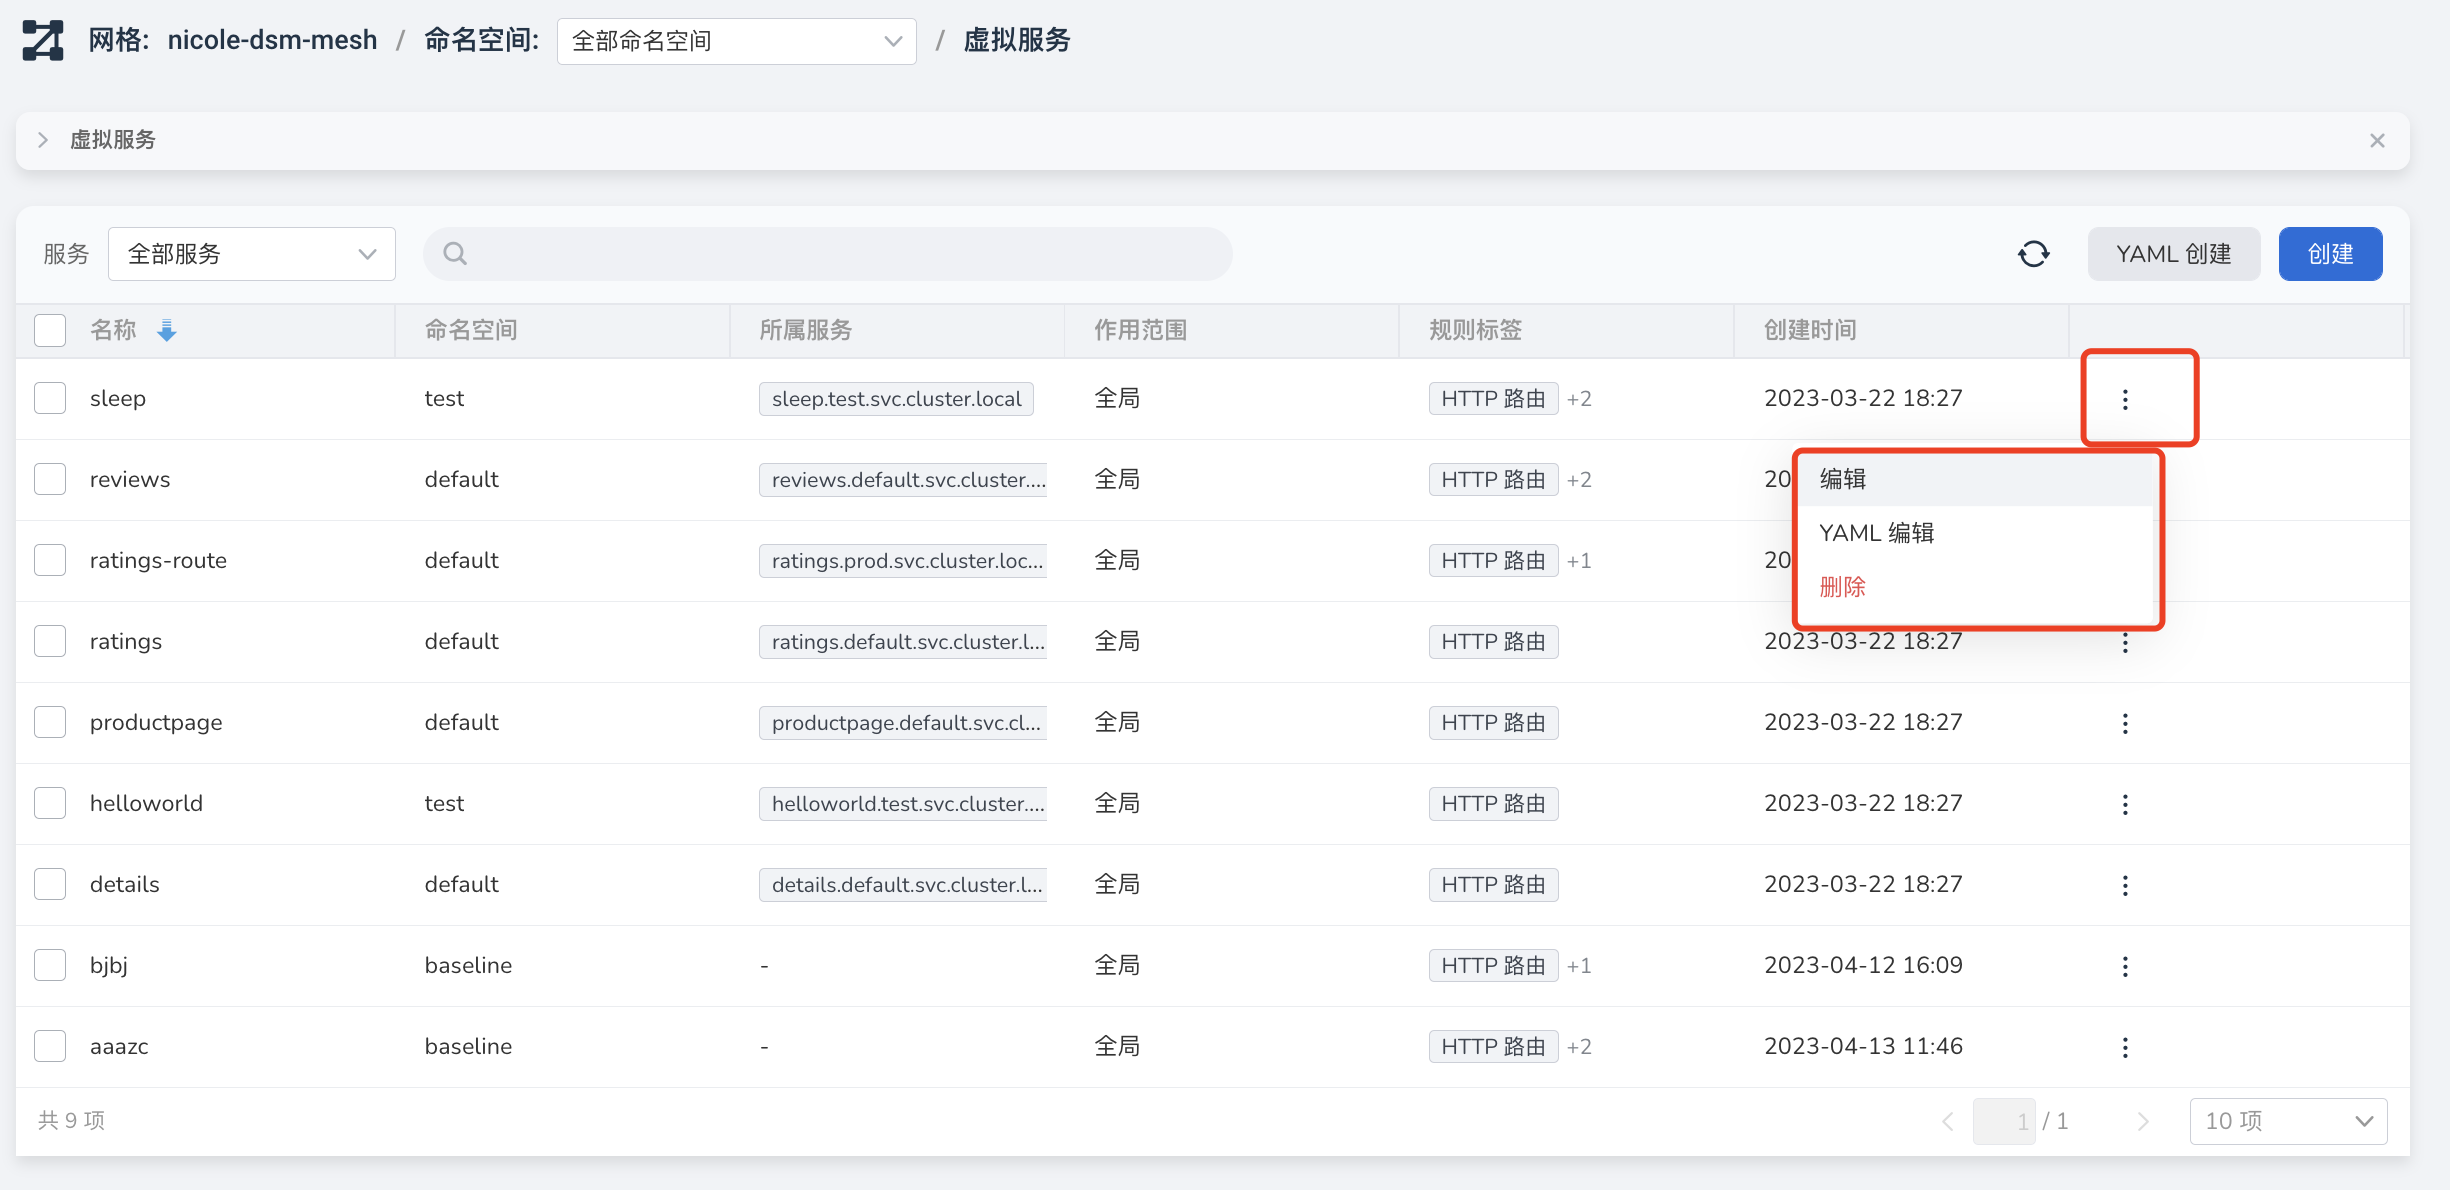 网格: nicole-dsm-mesh / 命名空间: 全部命名空间 / 虚拟服务
虚拟服务
服务 全部服务 YAML 创建 创建
名称 命名空间 所属服务 作用范围 规则标签 创建时间
sleep test sleep.test.svc.cluster.local 全局 HTTP 路由 +2 2023-03-22 18:27
reviews default reviews.default.svc.cluster.... 全局 HTTP 路由 +2 20
编辑
YAML 编辑
删除
ratings-route default ratings.prod.svc.cluster.loc... 全局 HTTP 路由 +1 20
ratings default ratings.default.svc.cluster.l... 全局 HTTP 路由 2023-03-22 18:27
productpage default productpage.default.svc.cl... 全局 HTTP 路由 2023-03-22 18:27
helloworld test helloworld.test.svc.cluster.... 全局 HTTP 路由 2023-03-22 18:27
details default details.default.svc.cluster.l... 全局 HTTP 路由 2023-03-22 18:27
bjbj baseline - 全局 HTTP 路由 +1 2023-04-12 16:09
aaazc baseline - 全局 HTTP 路由 +2 2023-04-13 11:46
共 9 项 1 / 1 10 项